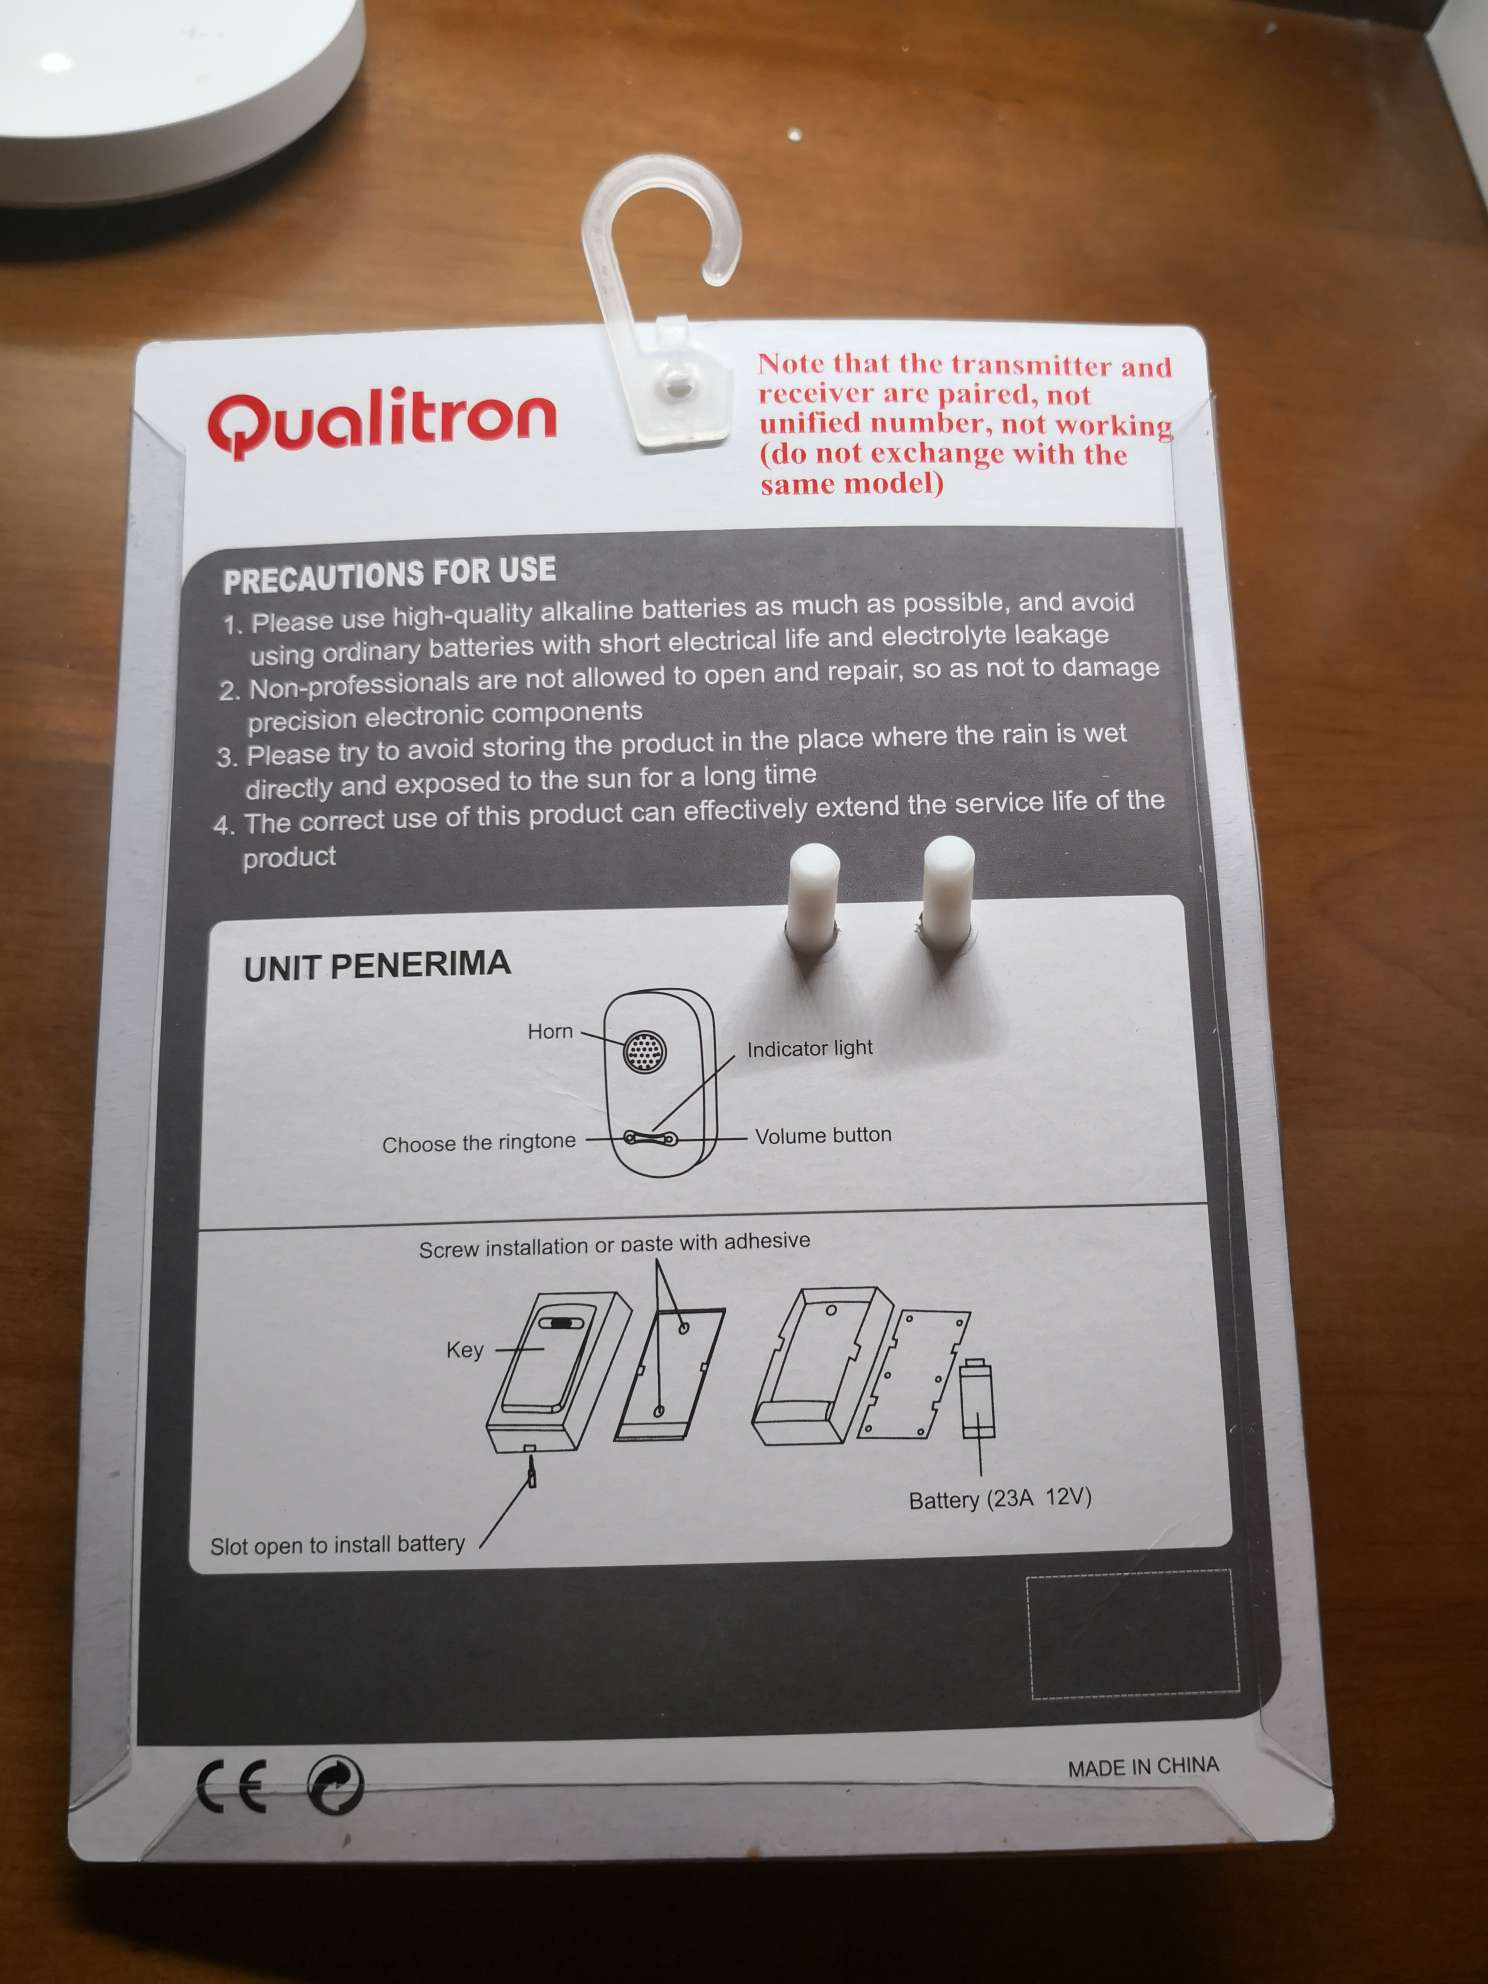 Qualitron
Note that the transmitter and
receiver are paired, not
unified number, not working
(do not exchange with the
same model)
PRECAUTIONS FOR USE
1. Please use high-quality alkaline batteries as much as possible, and avoid
using ordinary batteries with short electrical life and electrolyte leakage
2. Non-professionals are not allowed to open and repair, so as not to damage
precision electronic components
3. Please try to avoid storing the product in the place where the rain is wet
directly and exposed to the sun for a long time
4. The correct use of this product can effectively extend the service life of the
product
UNIT PENERIMA
Horn
Indicator light
Choose the ringtone
Volume button
Screw installation or paste with adhesive
Key
Battery (23A 12V)
Slot open to install battery
CE
MADE IN CHINA